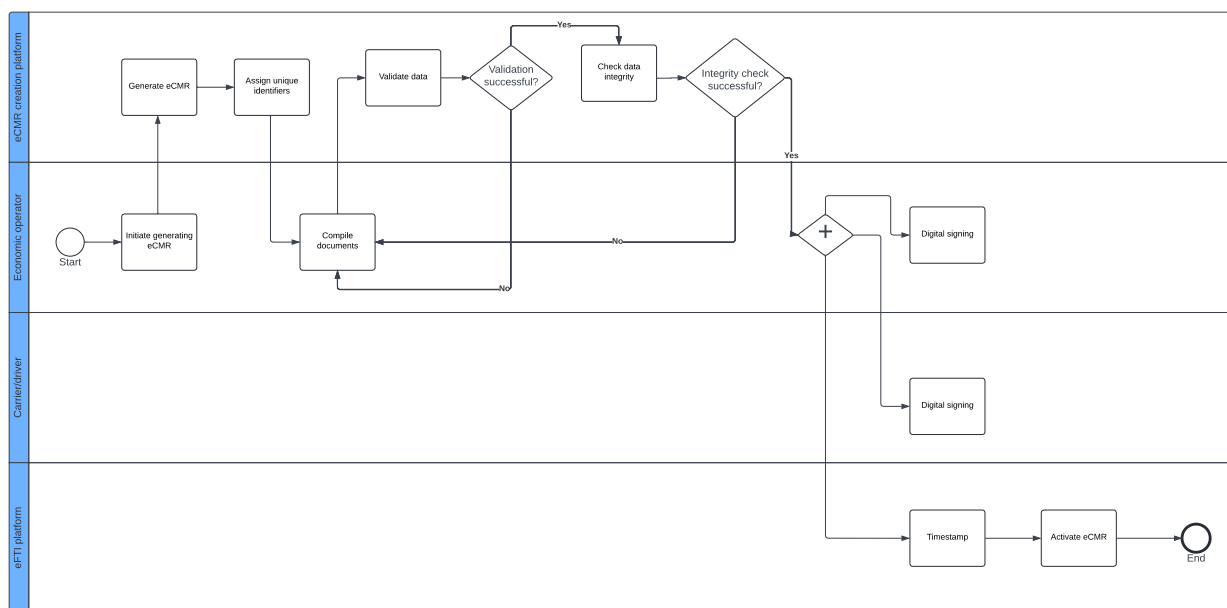 eCMR creation platform
Generate eCMR
Assign unique
identifiers
Validate data
Validation
successful?
Yes
Check data
integrity
Integrity check
successful?
Yes
Economic operator
Start
Initiate generating
eCMR
Compile
documents
No
No
+
Digital signing
Carrier/driver
Digital signing
eFTI platform
Timestamp
Activate eCMR
End